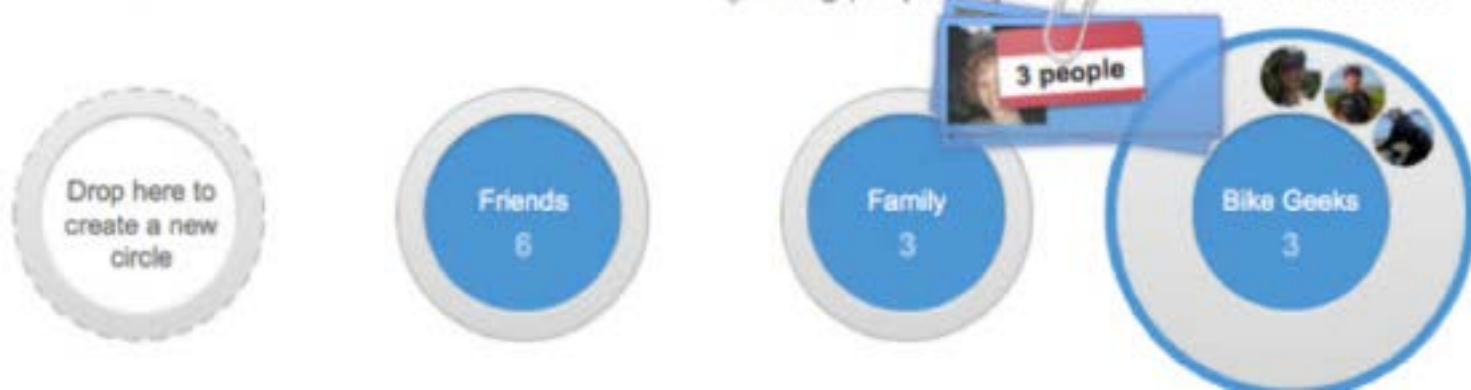 3 people
Drop here to
create a new
circle
Friends
6
Family
3
Bike Geeks
3